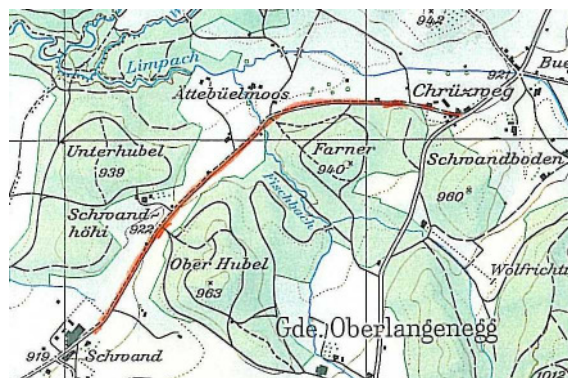 942
Limpach
921
Bue
Attebüelmoos
Chrüxweg
Unterhubel
939
Farner
940
Schwandboden
960
Fischbach
Schwand-
höhi
922
Ober Hubel
963
Wolfricht
Gde. Oberlangenegg
919
Schwand
1012